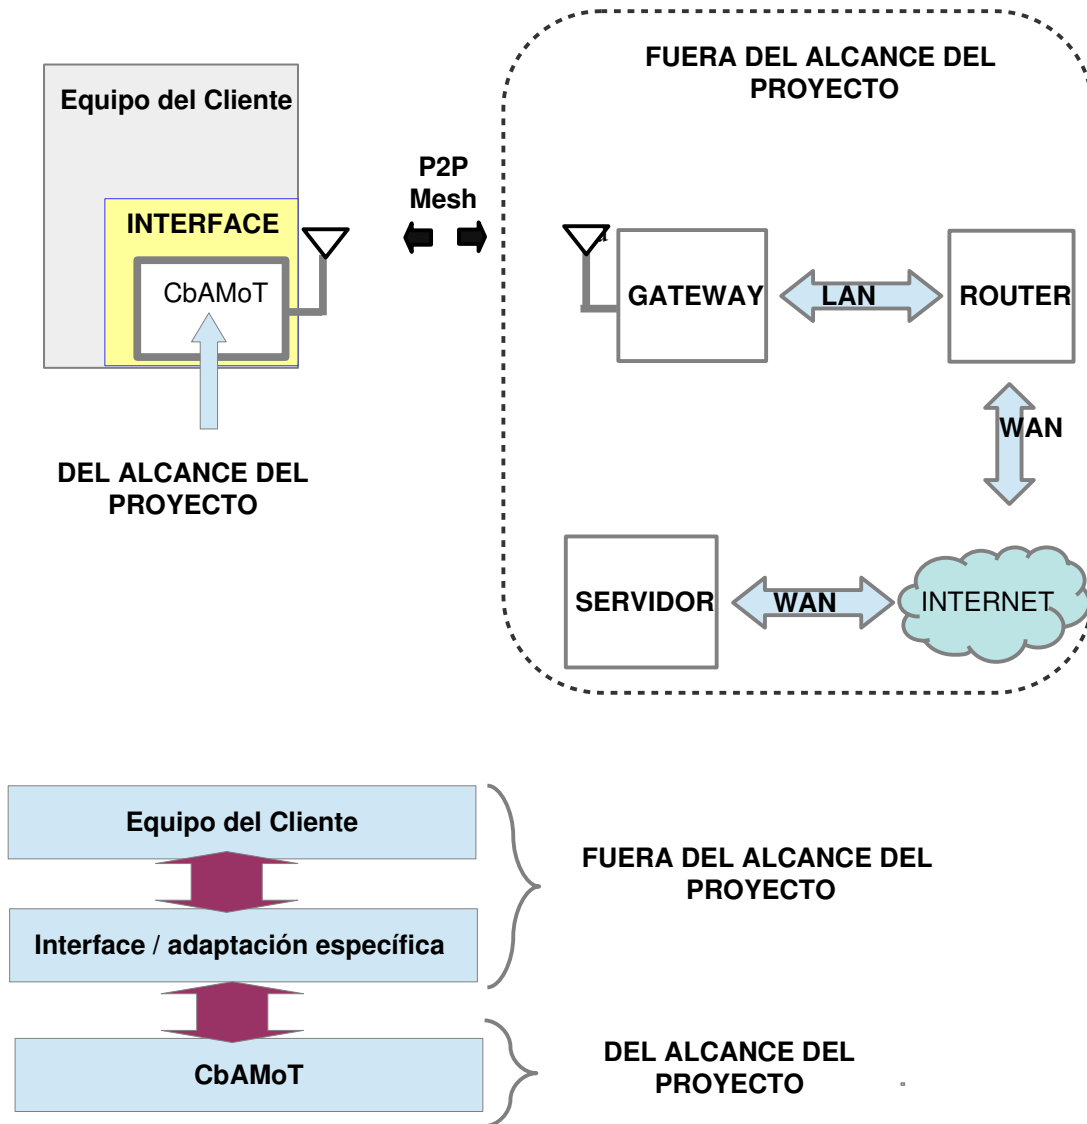 FUERA DEL ALCANCE DEL
PROYECTO
Equipo del Cliente
P2P
Mesh
INTERFACE
CbAMoT
GATEWAY
LAN
ROUTER
WAN
DEL ALCANCE DEL
PROYECTO
SERVIDOR
WAN
INTERNET
Equipo del Cliente
FUERA DEL ALCANCE DEL
PROYECTO
Interface / adaptación específica
DEL ALCANCE DEL
PROYECTO
CbAMoT